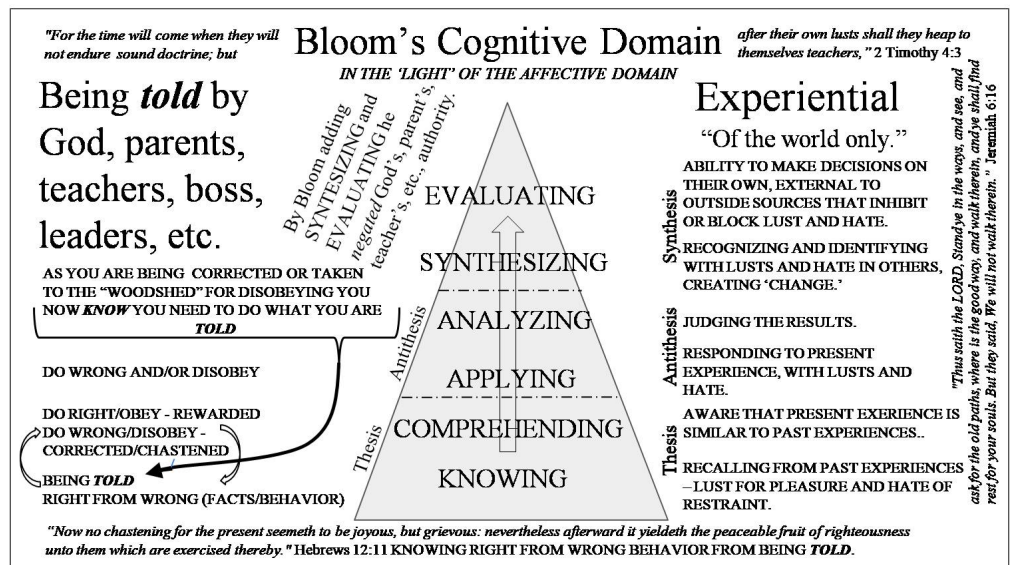 "For the time will come when they will
not endure sound doctrine; but
Bloom's Cognitive Domain
after their own lusts shall they heap to
themselves teachers," 2 Timothy 4:3
IN THE 'LIGHT' OF THE AFFECTIVE DOMAIN
Being told by
God, parents,
teachers, boss,
leaders, etc.
AS YOU ARE BEING CORRECTED OR TAKEN
TO THE "WOODSHED" FOR DISOBEYING YOU
NOW KNOW YOU NEED TO DO WHAT YOU ARE
TOLD
DO WRONG AND/OR DISOBEY
DO RIGHT/OBEY - REWARDED
DO WRONG/DISOBEY -
CORRECTED/CHASTENED
BEING TOLD
RIGHT FROM WRONG (FACTS/BEHAVIOR)
By Bloom adding
SYNTHESIZING and
EVALUATING he
negated God's, parent's,
teacher's, etc., authority.
EVALUATING
SYNTHESIZING
ANALYZING
APPLYING
COMPREHENDING
KNOWING
Antithesis
Thesis
Experiential
"Of the world only."
Synthesis
ABILITY TO MAKE DECISIONS ON
THEIR OWN, EXTERNAL TO
OUTSIDE SOURCES THAT INHIBIT
OR BLOCK LUST AND HATE.
RECOGNIZING AND IDENTIFYING
WITH LUSTS AND HATE IN OTHERS,
CREATING 'CHANGE.'
Antithesis
JUDGING THE RESULTS.
RESPONDING TO PRESENT
EXPERIENCE, WITH LUSTS AND
HATE.
Thesis
AWARE THAT PRESENT EXERIENCE IS
SIMILAR TO PAST EXPERIENCES..
RECALLING FROM PAST EXPERIENCES
– LUST FOR PLEASURE AND HATE OF
RESTRAINT.
"Thus saith the LORD, Stand ye in the ways, and see, and
ask for the old paths, where is the good way, and walk therein, and ye shall find
rest for your souls. But they said, We will not walk therein." Jeremiah 6:16
"Now no chastening for the present seemeth to be joyous, but grievous: nevertheless afterward it yieldeth the peaceable fruit of righteousness
unto them which are exercised thereby." Hebrews 12:11 KNOWING RIGHT FROM WRONG BEHAVIOR FROM BEING TOLD.